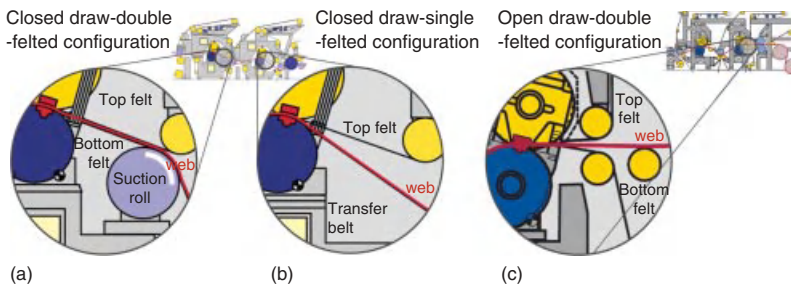 Closed draw-double
-felted configuration
Closed draw-single
-felted configuration
Open draw-double
-felted configuration
Top felt
Bottom
felt
web
Suction
roll
Top felt
web
Transfer
belt
Top
felt
web
Bottom
felt
(a)
(b)
(c)